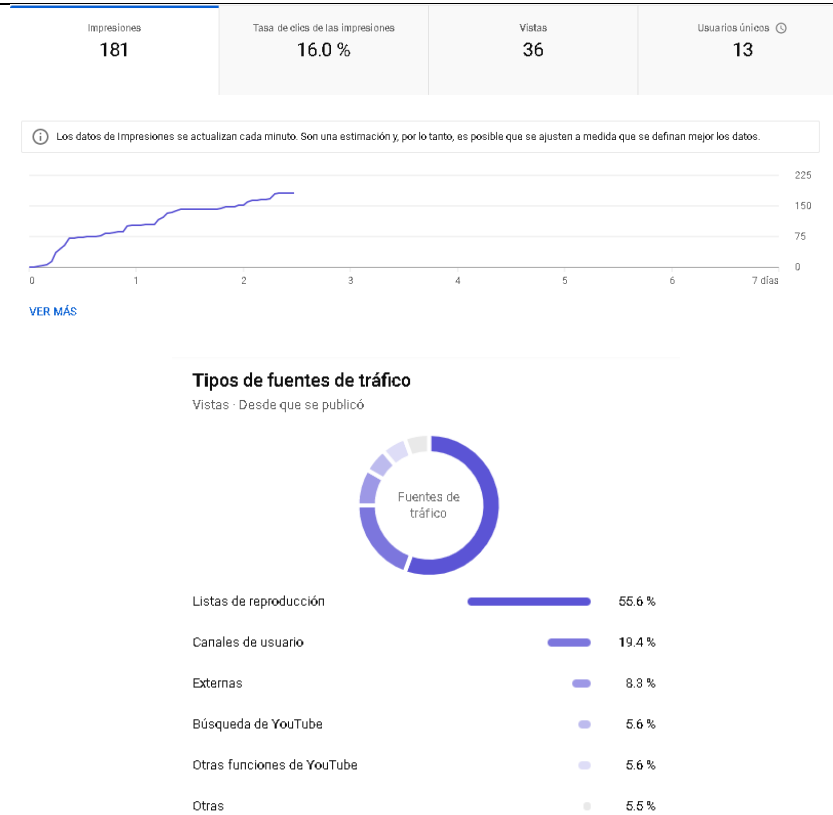 Impresiones
181
Tasa de clics de las impresiones
16.0 %
Vistas
36
Usuarios únicos
13
Los datos de Impresiones se actualizan cada minuto. Son una estimación y, por lo tanto, es posible que se ajusten a medida que se definan mejor los datos.
225
150
75
0
0 1 2 3 4 5 6 7 días
VER MÁS
Tipos de fuentes de tráfico
Vistas · Desde que se publicó
Fuentes de
tráfico
Listas de reproducción 55.6 %
Canales de usuario 19.4 %
Externas 8.3 %
Búsqueda de YouTube 5.6 %
Otras funciones de YouTube 5.6 %
Otras 5.5 %